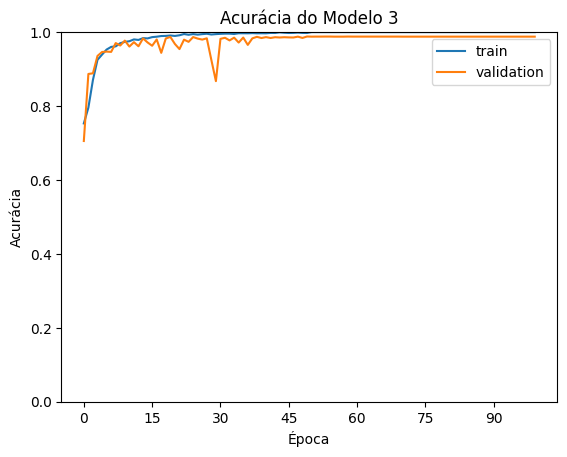 Acurácia do Modelo 3
1.0
0.8
0.6
0.4
0.2
0.0
Acurácia
train
validation
0 15 30 45 60 75 90
Época